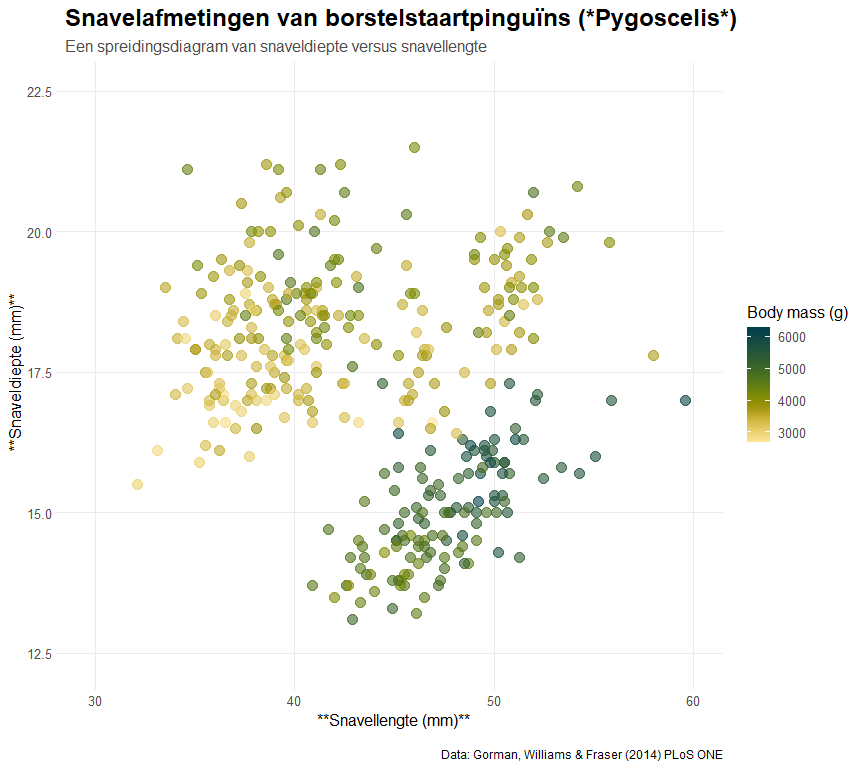 Snavelafmetingen van borstelstaartpinguïns (*Pygoscelis*)
Een spreidingsdiagram van snaveldiepte versus snavellengte
22.5
20.0
17.5
15.0
12.5
**Snaveldiepte (mm)**
30
40
50
60
**Snavellengte (mm)**
Body mass (g)
6000
5000
4000
3000
Data: Gorman, Williams & Fraser (2014) PLoS ONE